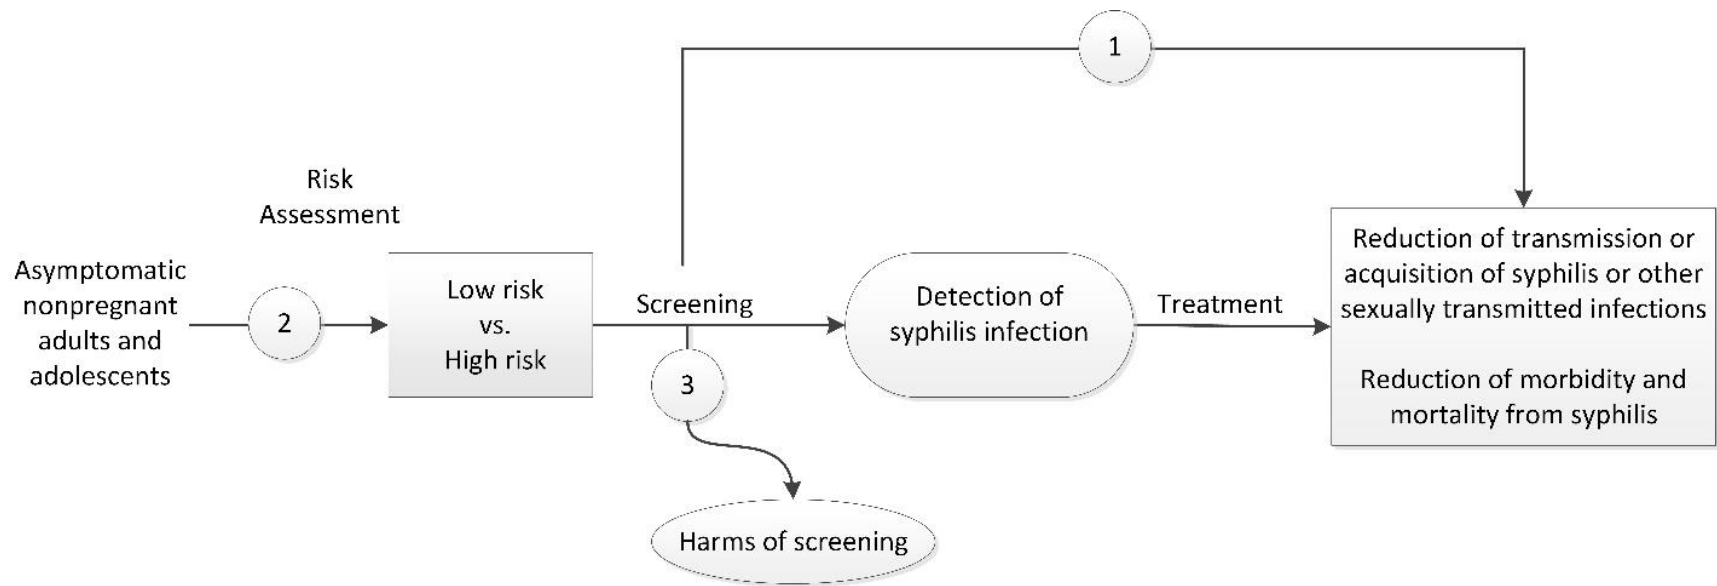 1
Risk
Assessment
Asymptomatic
nonpregnant
adults and
adolescents
2
Low risk
vs.
High risk
Screening
3
Harms of screening
Detection of
syphilis infection
Treatment
Reduction of transmission or
acquisition of syphilis or other
sexually transmitted infections
Reduction of morbidity and
mortality from syphilis